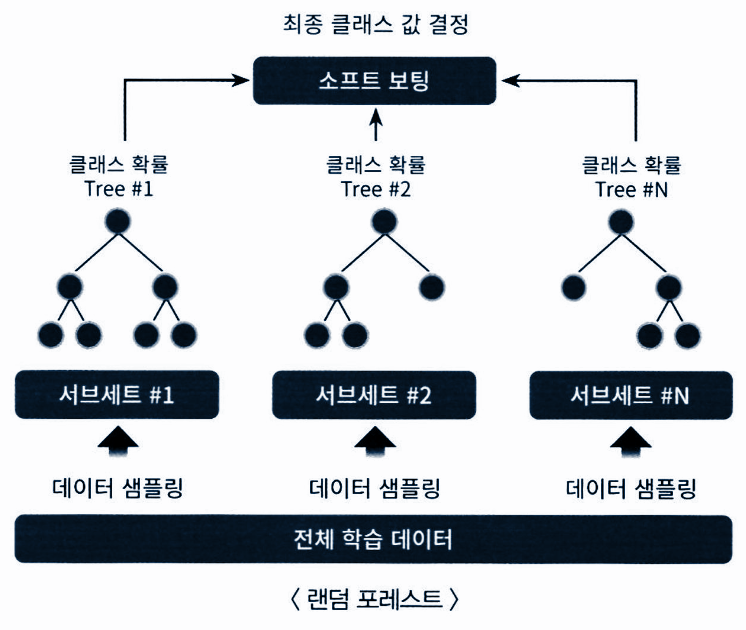 최종 클래스 값 결정
소프트 보팅
클래스 확률
Tree #1
클래스 확률
Tree #2
클래스 확률
Tree #N
서브세트 #1
서브세트 #2
서브세트 #N
데이터 샘플링
데이터 샘플링
데이터 샘플링
전체 학습 데이터
〈 랜덤 포레스트 〉